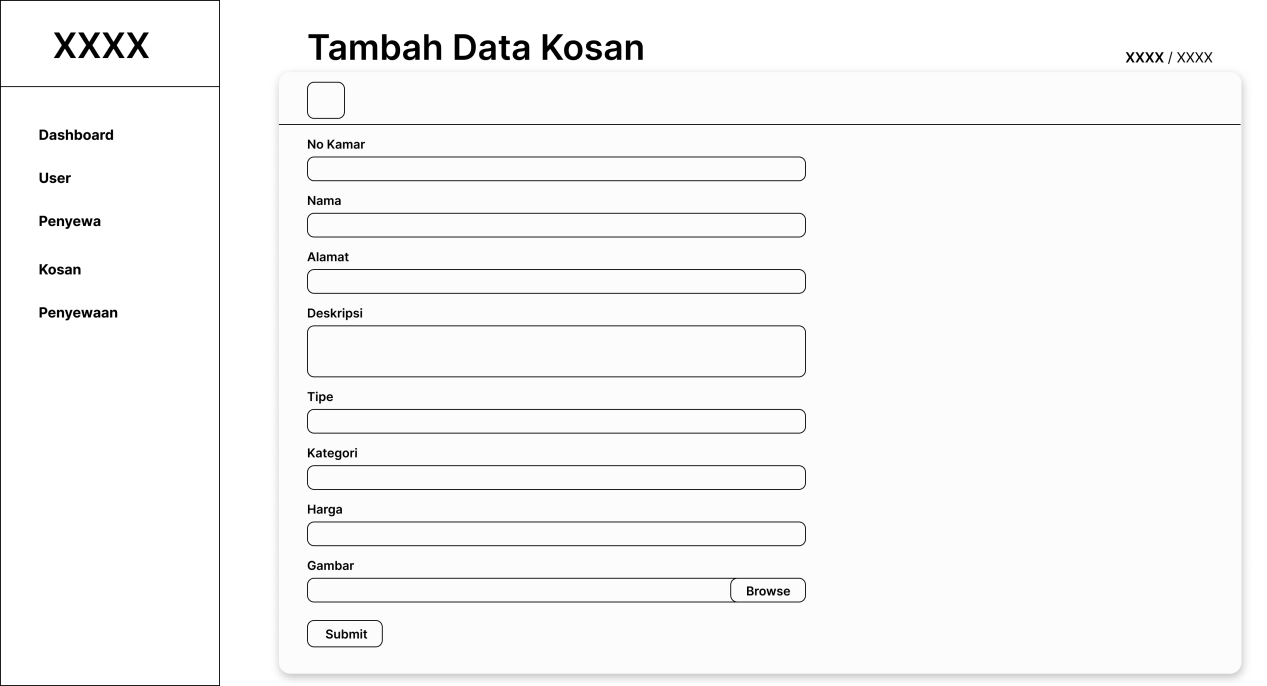 XXXX
Dashboard
User
Penyewa
Kosan
Penyewaan
Tambah Data Kosan
XXXX / XXXX
No Kamar
Nama
Alamat
Deskripsi
Tipe
Kategori
Harga
Gambar
Browse
Submit